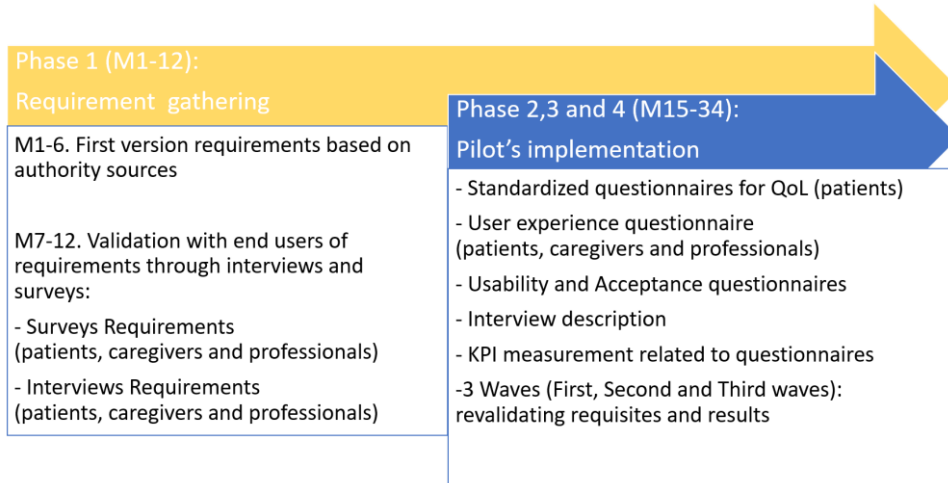 Phase 1 (M1-12):
Requirement gathering
M1-6. First version requirements based on
authority sources
M7-12. Validation with end users of
requirements through interviews and
surveys:
- Surveys Requirements
(patients, caregivers and professionals)
- Interviews Requirements
(patients, caregivers and professionals)
Phase 2,3 and 4 (M15-34):
Pilot's implementation
- Standardized questionnaires for QoL (patients)
- User experience questionnaire
(patients, caregivers and professionals)
- Usability and Acceptance questionnaires
- Interview description
- KPI measurement related to questionnaires
-3 Waves (First, Second and Third waves):
revalidating requisites and results